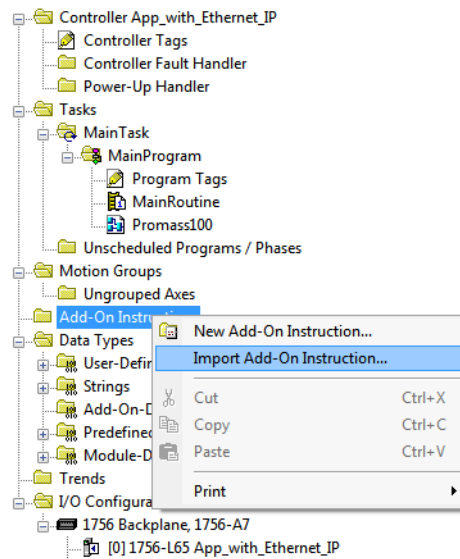 Controller App_with_Ethernet_IP
Controller Tags
Controller Fault Handler
Power-Up Handler
Tasks
MainTask
MainProgram
Program Tags
MainRoutine
Promass100
Unscheduled Programs / Phases
Motion Groups
Ungrouped Axes
Add-On Instru
New Add-On Instruction...
Data Types
Import Add-On Instruction...
User-Defin
Strings
Cut Ctrl+X
Add-On-D
Copy Ctrl+C
Predefined
Module-D
Paste Ctrl+V
Trends
Print
I/O Configura
1756 Backplane, 1756-A7
[0] 1756-L65 App_with_Ethernet_IP